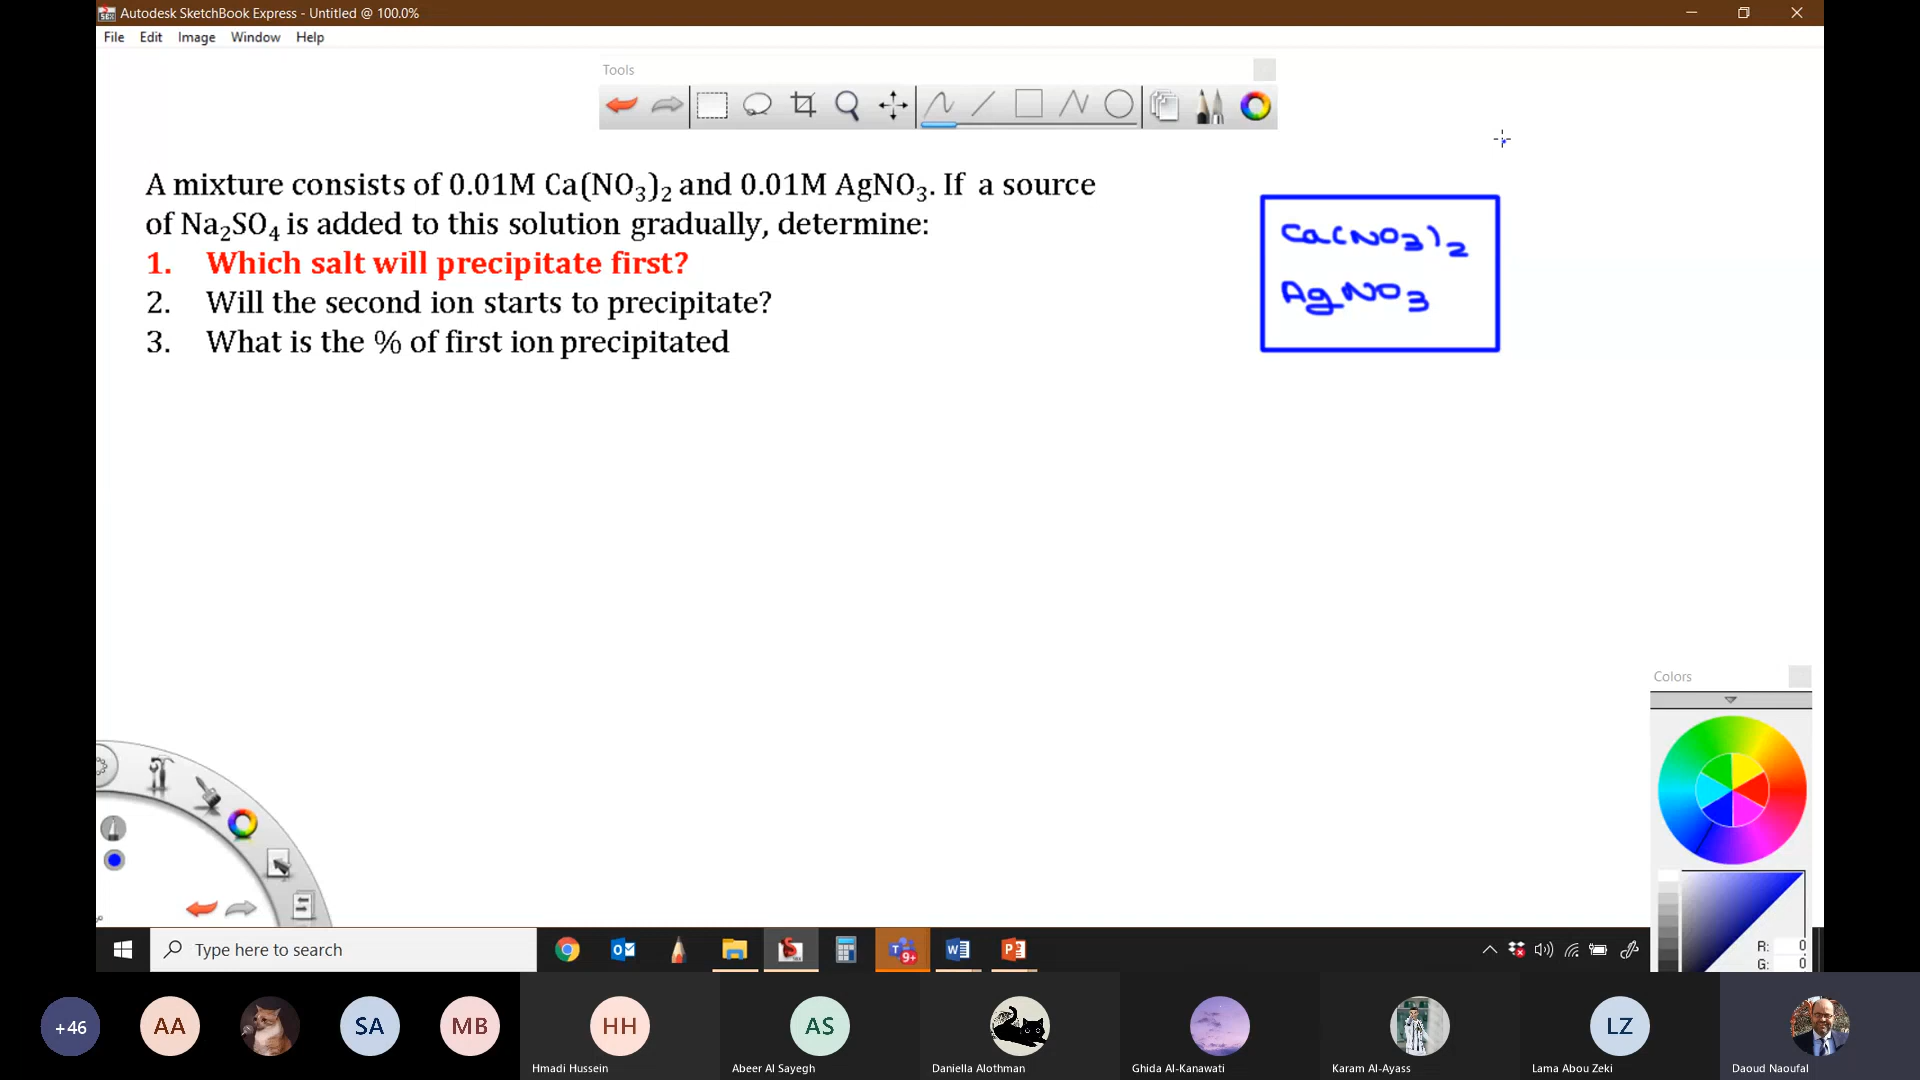 Autodesk SketchBook Express - Untitled @ 100.0%
File Edit Image Window Help
Tools
A mixture consists of 0.01M Ca(NO₃)₂ and 0.01M AgNO₃. If a source
of Na₂SO₄ is added to this solution gradually, determine:
1. Which salt will precipitate first?
2. Will the second ion starts to precipitate?
3. What is the % of first ion precipitated
Ca(NO3)2
AgNO3
Colors
R: 0
G: 0
Type here to search
9+
+46 AA SA MB HH AS LZ
Hmadi Hussein Abeer Al Sayegh Daniella Alothman Ghida Al-Kanawati Karam Al-Ayass Lama Abou Zeki Daoud Naoufal